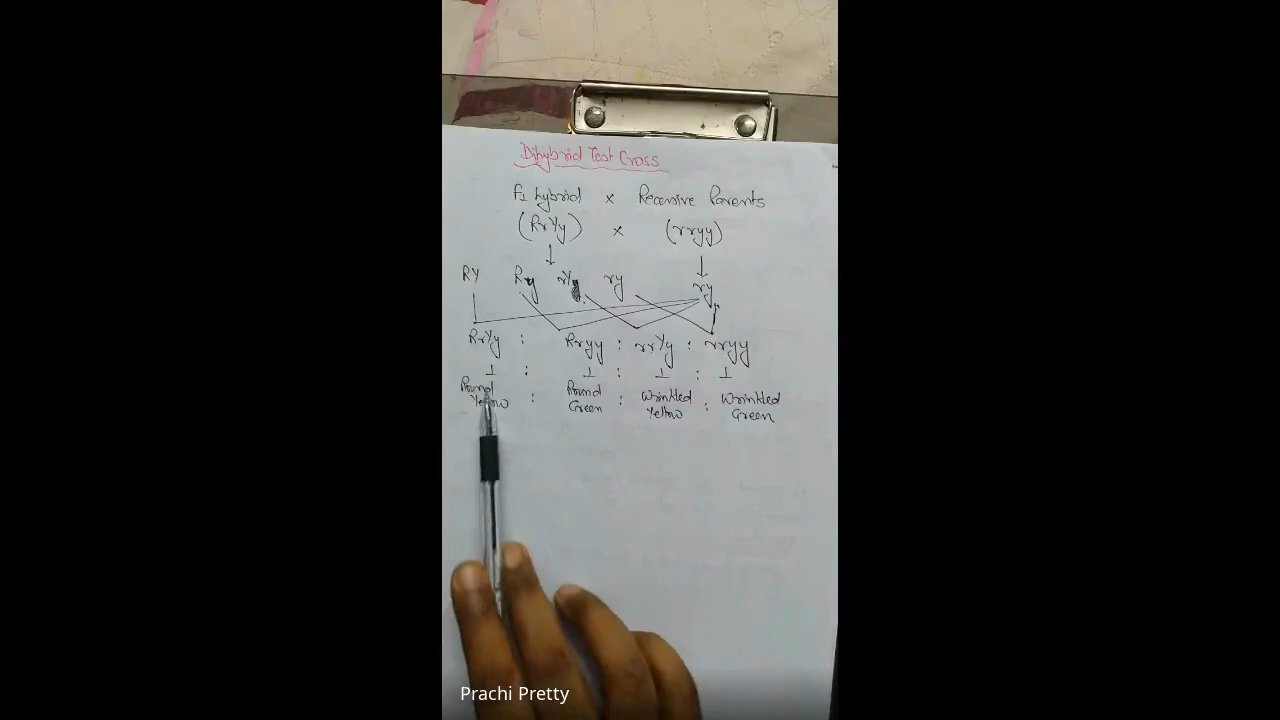 Dihybrid Test Cross
F1 hybrid × Recessive Parents
(RrYy) × (rryy)
RY Ry rY ry ry
RrYy : Rryy : rrYy : rryy
1 : 1 : 1 : 1
Round Yellow : Round Green : Wrinkled Yellow : Wrinkled Green
Prachi Pretty